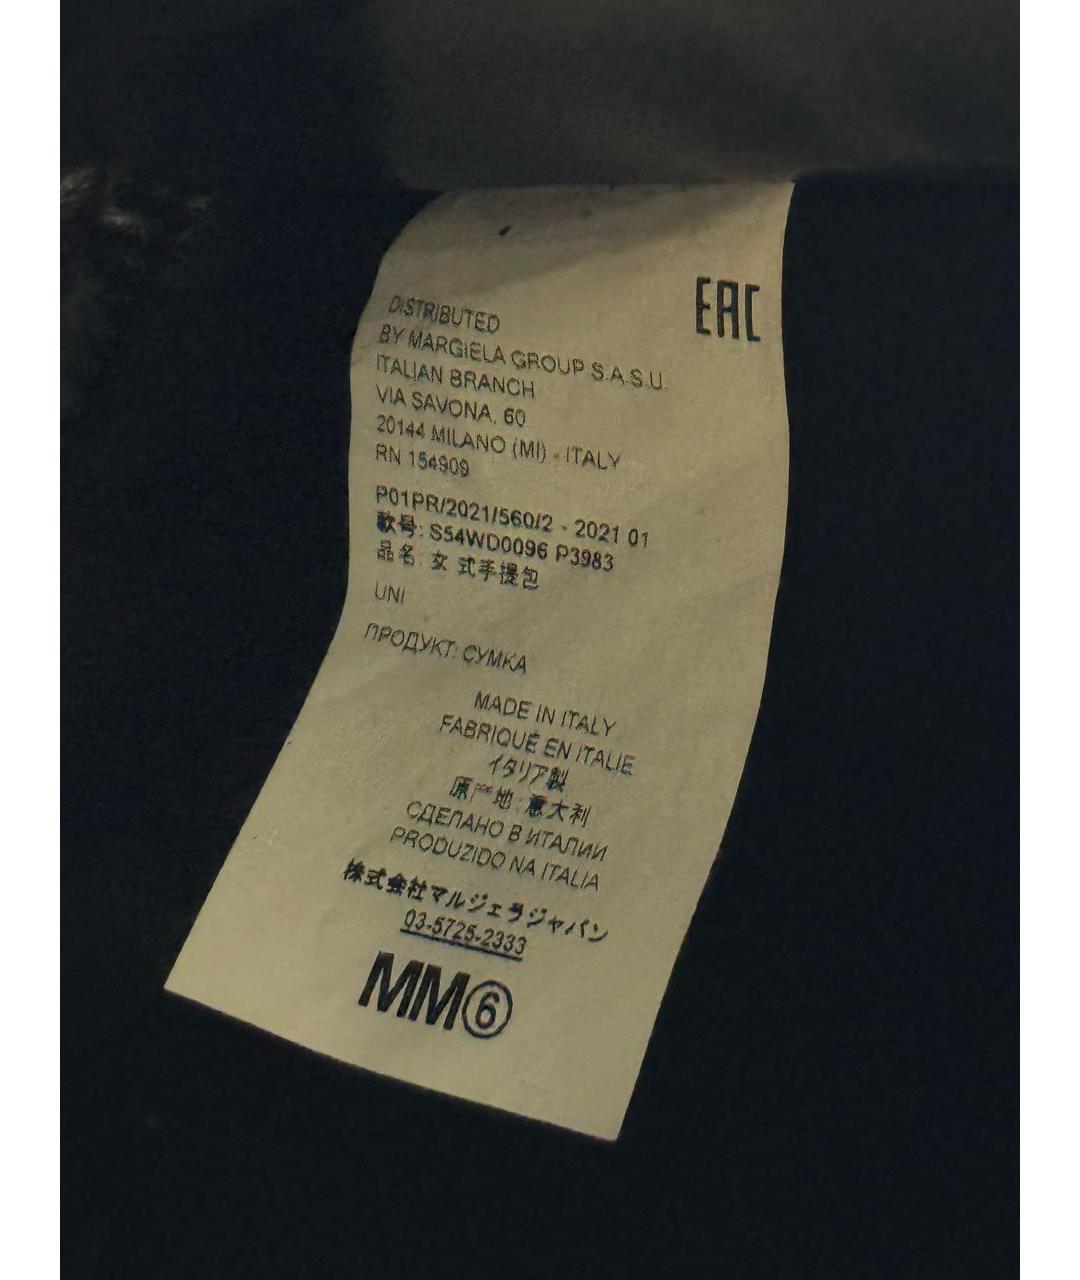 EAC
DISTRIBUTED
BY MARGIELA GROUP S.A.S.U.
ITALIAN BRANCH
VIA SAVONA, 60
20144 MILANO (MI) - ITALY
RN 154909
P01PR/2021/560/2 - 2021 01
款号: S54WD0096 P3983
品名: 女 式手提包
UNI
ПРОДУКТ: СУМКА
MADE IN ITALY
FABRIQUÉ EN ITALIE
イタリア製
原产地: 意大利
СДЕЛАНО В ИТАЛИИ
PRODUZIDO NA ITALIA
株式会社マルジェラジャパン
03-5725-2333
MM⑥